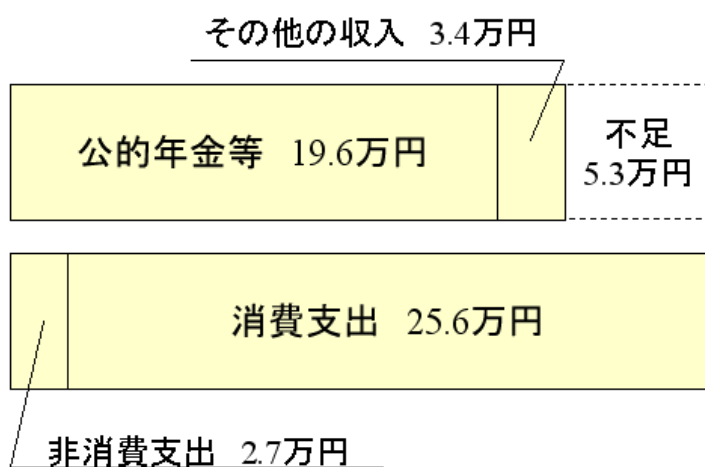 その他の収入 3.4万円
公的年金等 19.6万円
不足
5.3万円
消費支出 25.6万円
非消費支出 2.7万円